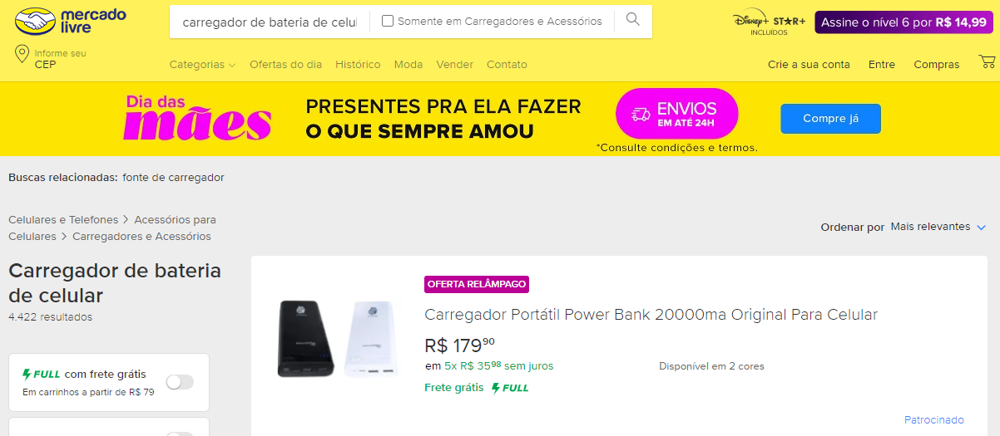 mercado
livre
carregador de bateria de celul
Somente em Carregadores e Acessórios
Disney+ STAR+
INCLUÍDOS
Assine o nível 6 por R$ 14,99
Informe seu
CEP
Categorias
Ofertas do dia
Histórico
Moda
Vender
Contato
Crie a sua conta
Entre
Compras
Dia das
mães
PRESENTES PRA ELA FAZER
O QUE SEMPRE AMOU
ENVIOS
EM ATÉ 24H
*Consulte condições e termos.
Compre já
Buscas relacionadas: fonte de carregador
Celulares e Telefones > Acessórios para
Celulares > Carregadores e Acessórios
Ordenar por Mais relevantes
Carregador de bateria
de celular
4.422 resultados
FULL com frete grátis
Em carrinhos a partir de R$ 79
OFERTA RELÂMPAGO
Carregador Portátil Power Bank 20000ma Original Para Celular
R$ 179⁹⁰
em 5x R$ 35⁹⁸ sem juros
Disponível em 2 cores
Frete grátis FULL
Patrocinado